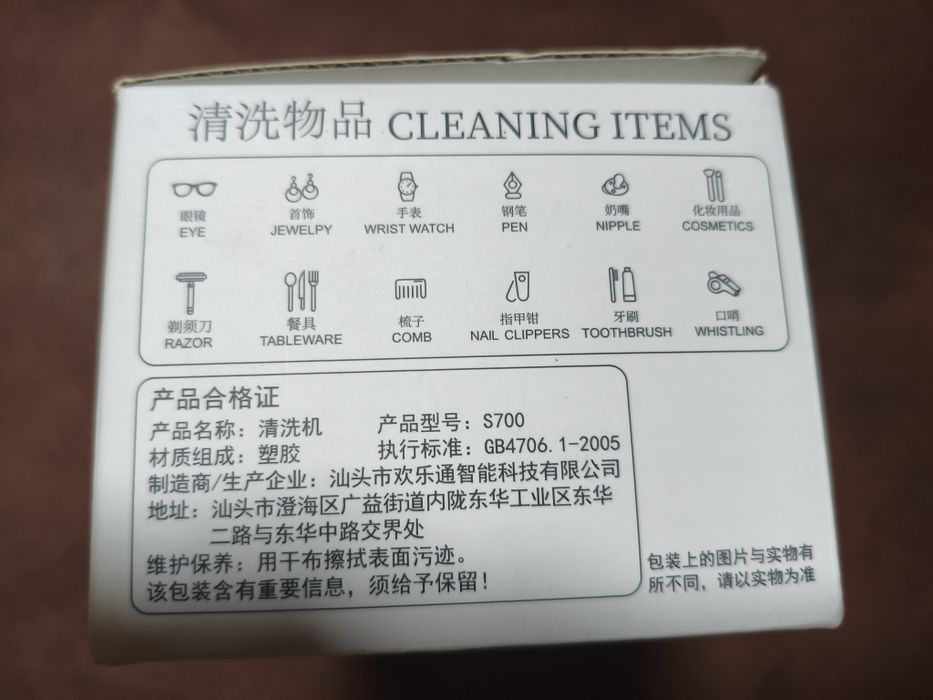 清洗物品 CLEANING ITEMS
眼镜 首饰 手表 钢笔 奶嘴 化妆用品
EYE JEWELPY WRIST WATCH PEN NIPPLE COSMETICS
剃须刀 餐具 梳子 指甲钳 牙刷 口哨
RAZOR TABLEWARE COMB NAIL CLIPPERS TOOTHBRUSH WHISTLING
产品合格证
产品名称：清洗机 产品型号：S700
材质组成：塑胶 执行标准：GB4706.1-2005
制造商/生产企业：汕头市欢乐通智能科技有限公司
地址：汕头市澄海区广益街道内陇东华工业区东华
二路与东华中路交界处
维护保养：用干布擦拭表面污迹。
该包装含有重要信息，须给予保留！
包装上的图片与实物有
所不同，请以实物为准